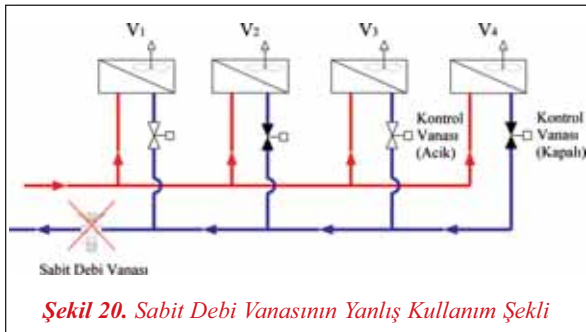 V1
V2
V3
V4
Kontrol
Vanası
(Acik)
Kontrol
Vanası
(Kapalı)
Sabit Debi Vanası
Şekil 20. Sabit Debi Vanasının Yanlış Kullanım Şekli